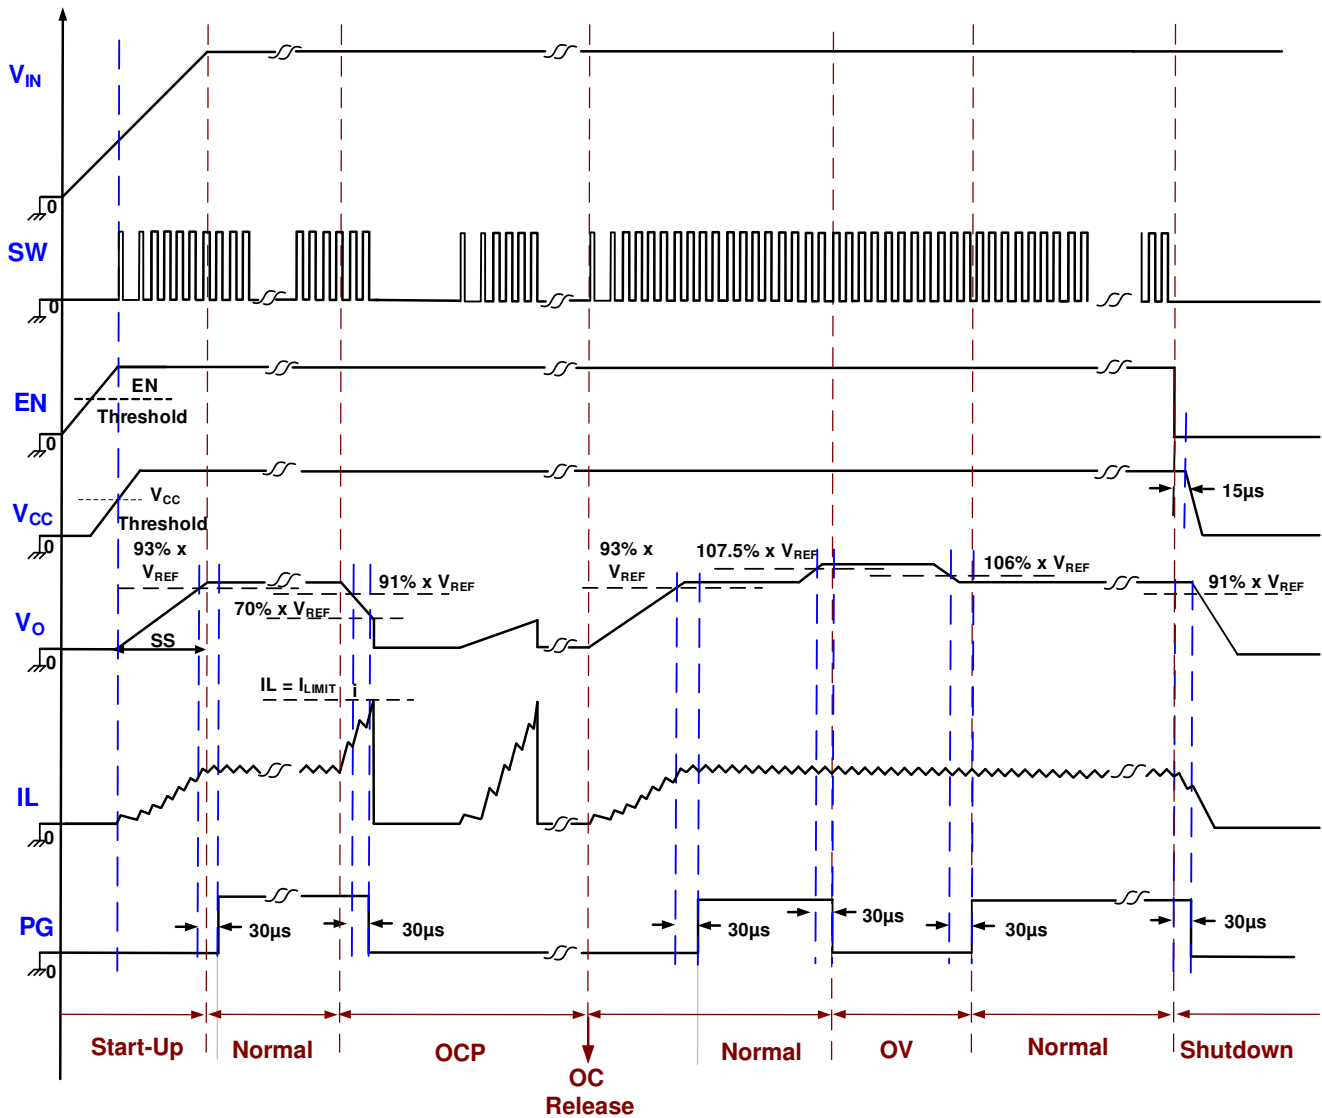 VIN
0
SW
0
EN
EN
Threshold
0
VCC
VCC
Threshold
0
15µs
93% x
VREF
91% x VREF
70% x VREF
93% x
VREF
107.5% x VREF
106% x VREF
91% x VREF
VO
SS
0
IL = ILIMIT
i
IL
0
PG
30µs
30µs
30µs
30µs
30µs
30µs
0
Start-Up
Normal
OCP
OC
Release
Normal
OV
Normal
Shutdown